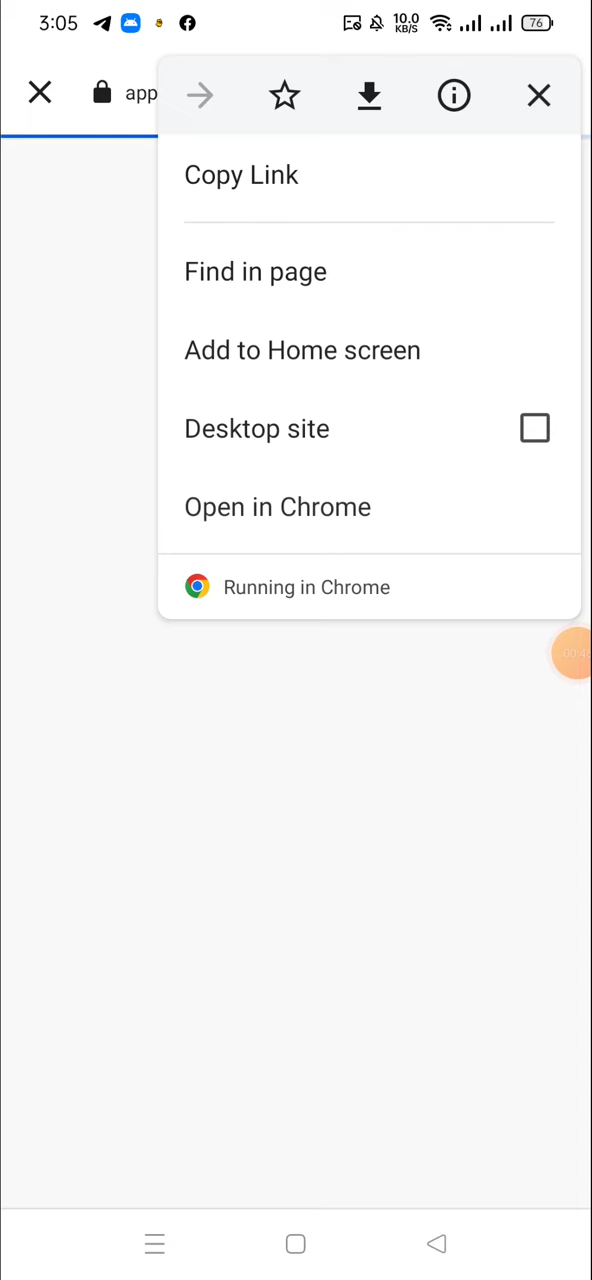 3:05
10.0
KB/S
76
app
Copy Link
Find in page
Add to Home screen
Desktop site
Open in Chrome
Running in Chrome